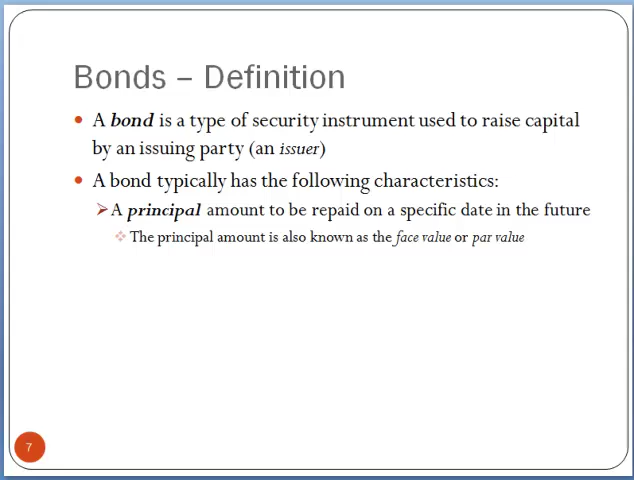 Bonds – Definition
A bond is a type of security instrument used to raise capital
by an issuing party (an issuer)
A bond typically has the following characteristics:
A principal amount to be repaid on a specific date in the future
The principal amount is also known as the face value or par value
7